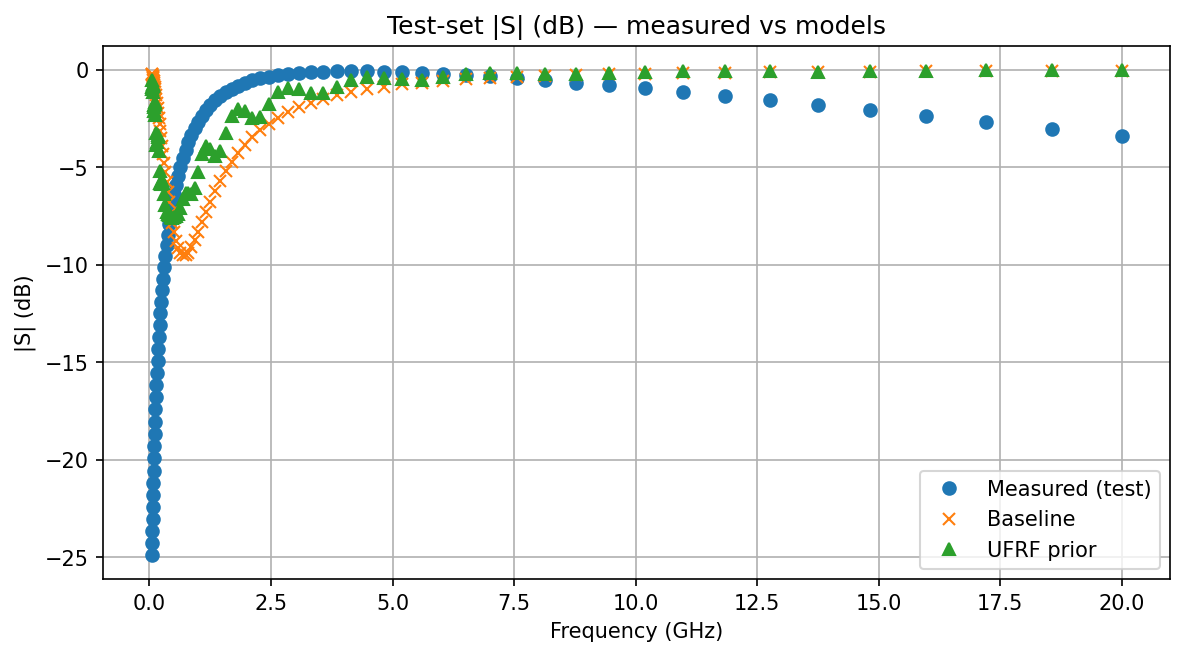 Test-set |S| (dB) — measured vs models
|S| (dB)
0
−5
−10
−15
−20
−25
Measured (test)
Baseline
UFRF prior
0.0 2.5 5.0 7.5 10.0 12.5 15.0 17.5 20.0
Frequency (GHz)